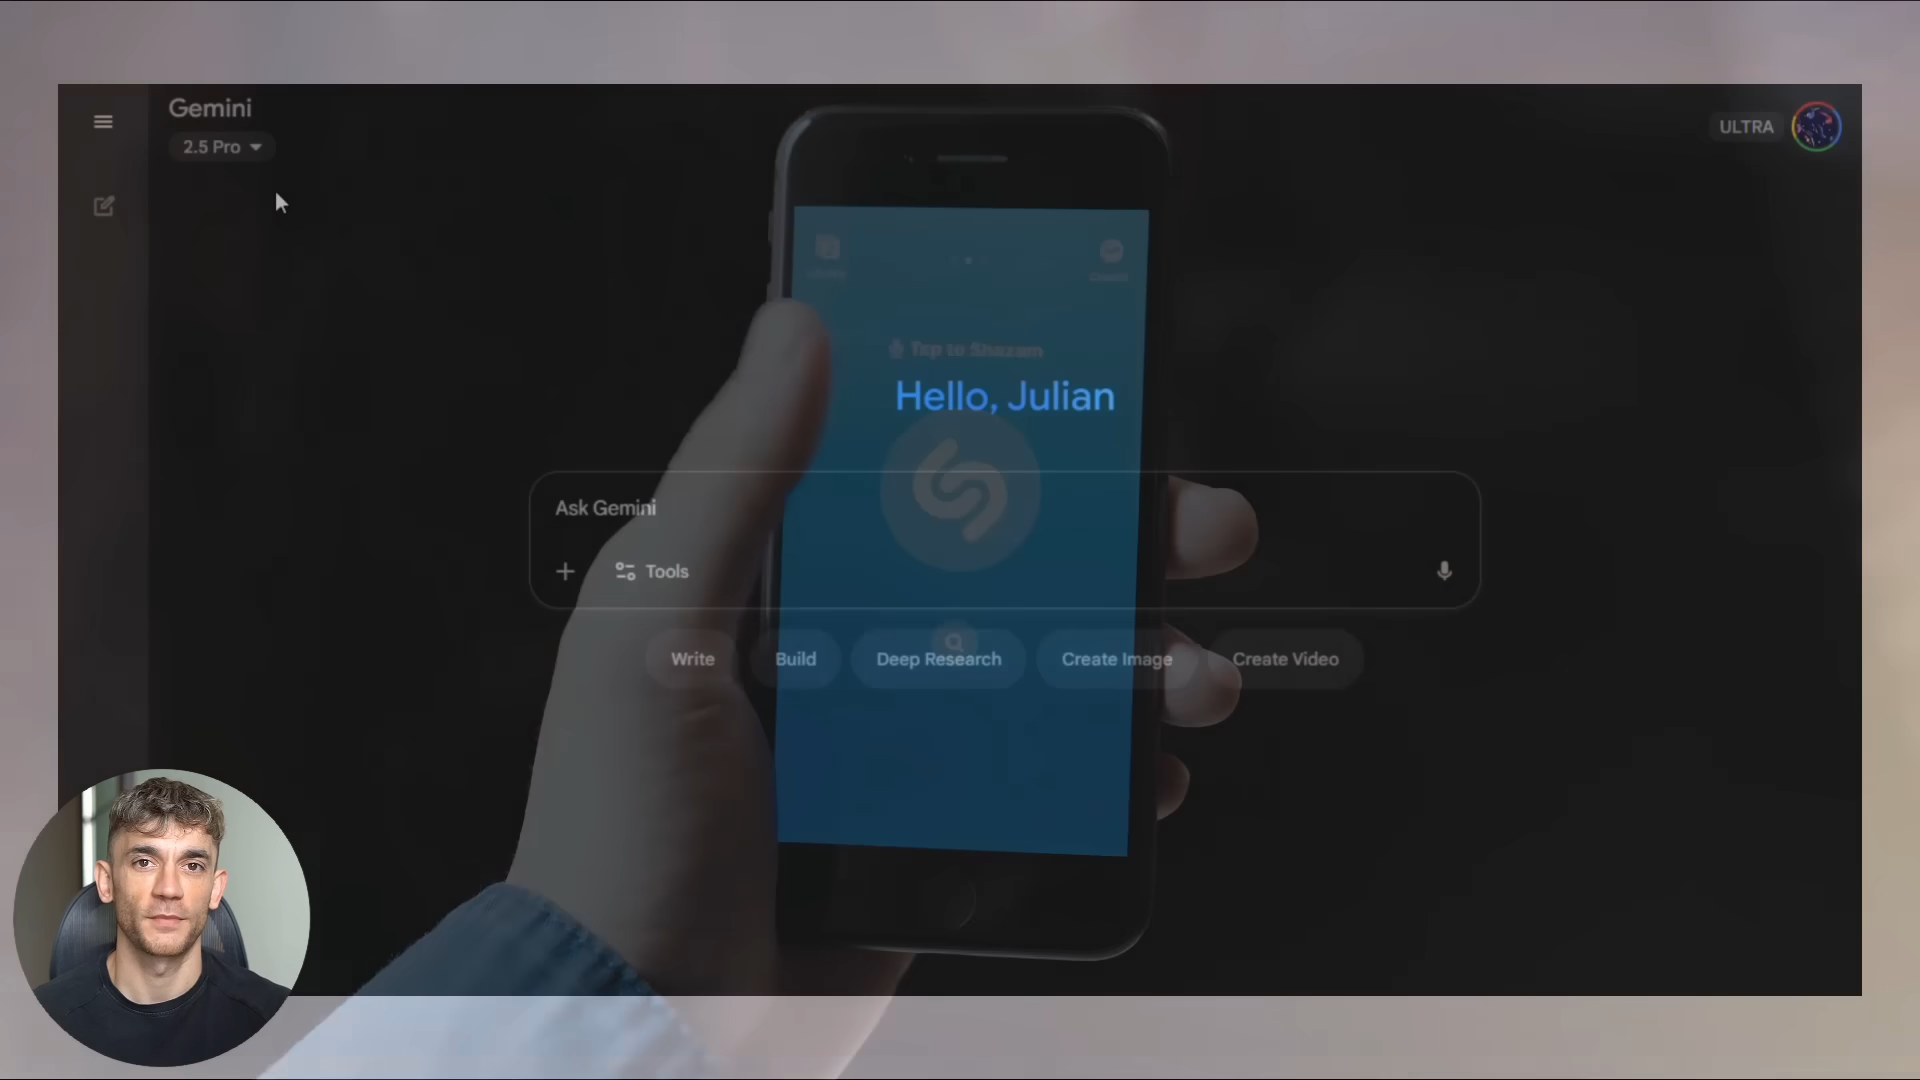 Gemini
2.5 Pro
ULTRA
Tap to Shazam
Hello, Julian
Ask Gemini
Tools
Write
Build
Deep Research
Create Image
Create Video